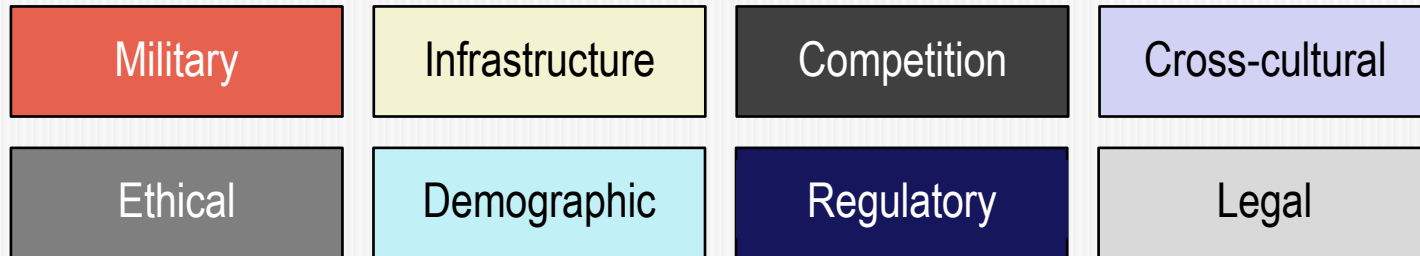 Military Infrastructure Competition Cross-cultural
Ethical Demographic Regulatory Legal